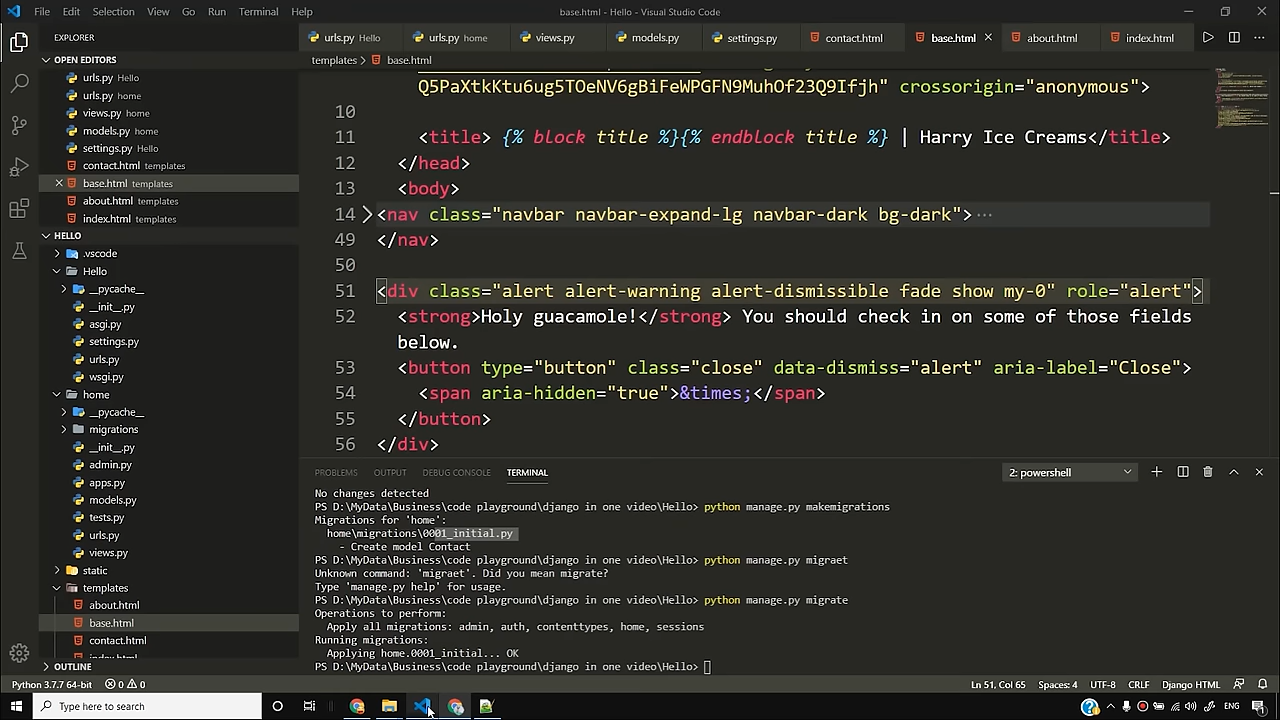 File Edit Selection View Go Run Terminal Help base.html - Hello - Visual Studio Code
EXPLORER
urls.py Hello urls.py home views.py models.py settings.py contact.html base.html about.html index.html
OPEN EDITORS
urls.py Hello
urls.py home
views.py home
models.py home
settings.py Hello
contact.html templates
base.html templates
about.html templates
index.html templates
HELLO
.vscode
Hello
__pycache__
__init__.py
asgi.py
settings.py
urls.py
wsgi.py
home
__pycache__
migrations
__init__.py
admin.py
apps.py
models.py
tests.py
urls.py
views.py
static
templates
about.html
base.html
contact.html
index.html
OUTLINE
templates > base.html
Q5PaXtkKtu6ug5TOeNV6gBiFeWPGFN9MuhOf23Q9Ifjh" crossorigin="anonymous">
10
11 <title> {% block title %}{% endblock title %} | Harry Ice Creams</title>
12 </head>
13 <body>
14 <nav class="navbar navbar-expand-lg navbar-dark bg-dark"> ···
49 </nav>
50
51 <div class="alert alert-warning alert-dismissible fade show my-0" role="alert">
52 <strong>Holy guacamole!</strong> You should check in on some of those fields
below.
53 <button type="button" class="close" data-dismiss="alert" aria-label="Close">
54 <span aria-hidden="true">&times;</span>
55 </button>
56 </div>
PROBLEMS OUTPUT DEBUG CONSOLE TERMINAL 2: powershell
No changes detected
PS D:\MyData\Business\code playground\django in one video\Hello> python manage.py makemigrations
Migrations for 'home':
home\migrations\0001_initial.py
- Create model Contact
PS D:\MyData\Business\code playground\django in one video\Hello> python manage.py migraet
Unknown command: 'migraet'. Did you mean migrate?
Type 'manage.py help' for usage.
PS D:\MyData\Business\code playground\django in one video\Hello> python manage.py migrate
Operations to perform:
Apply all migrations: admin, auth, contenttypes, home, sessions
Running migrations:
Applying home.0001_initial... OK
PS D:\MyData\Business\code playground\django in one video\Hello>
Python 3.7.7 64-bit 0 0 Ln 51, Col 65 Spaces: 4 UTF-8 CRLF Django HTML
Type here to search ENG